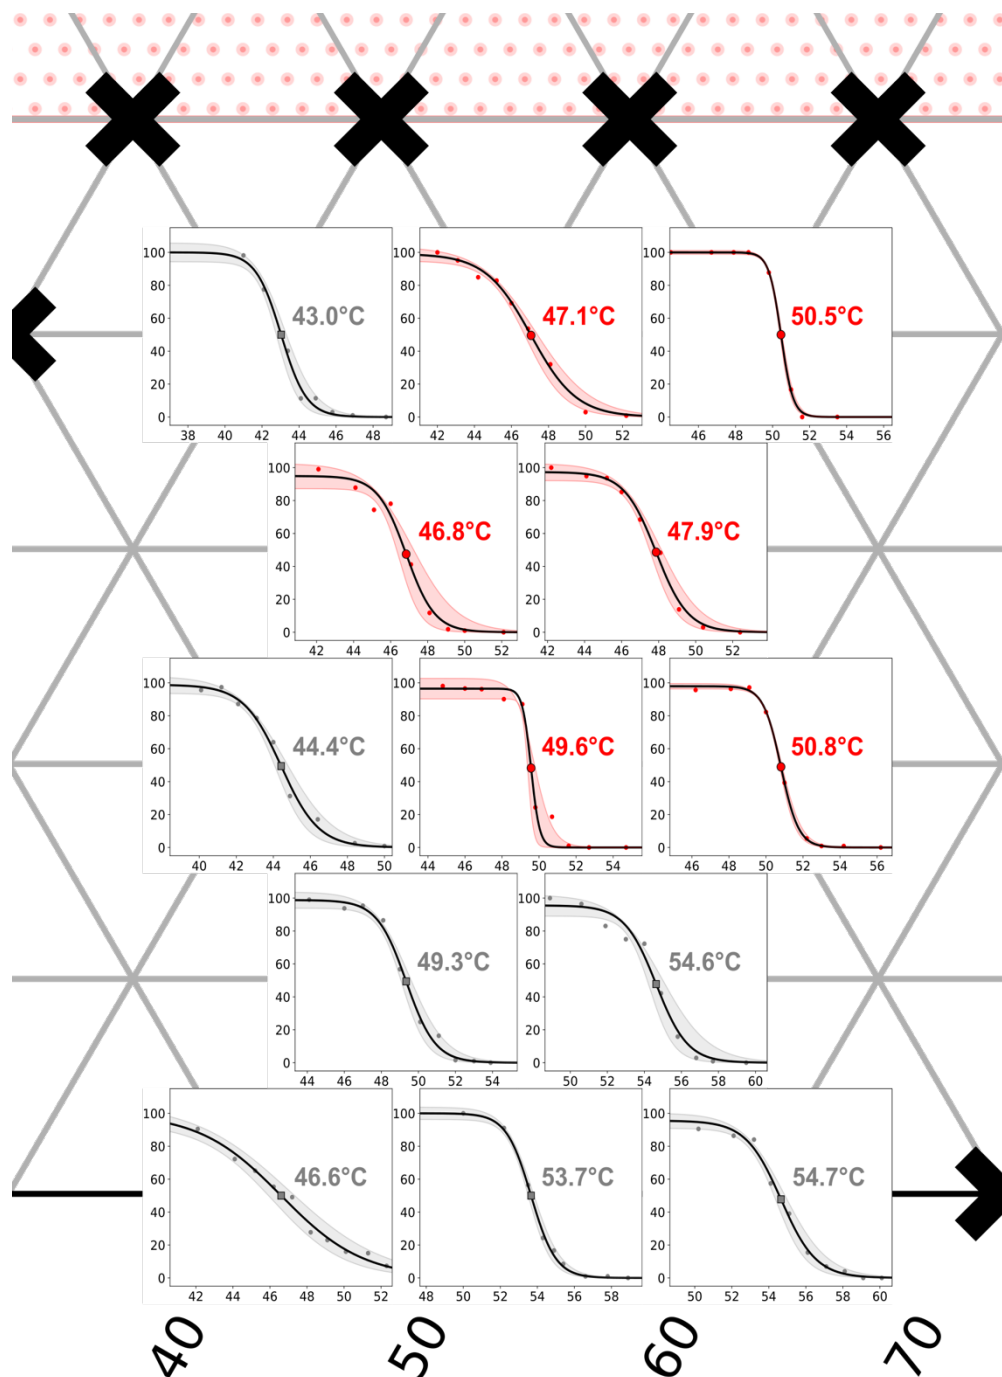 100 80 60 40 20 0
43.0°C
38 40 42 44 46 48
100 80 60 40 20 0
47.1°C
42 44 46 48 50 52
100 80 60 40 20 0
50.5°C
46 48 50 52 54 56
100 80 60 40 20 0
46.8°C
42 44 46 48 50 52
100 80 60 40 20 0
47.9°C
42 44 46 48 50 52
100 80 60 40 20 0
44.4°C
40 42 44 46 48 50
100 80 60 40 20 0
49.6°C
44 46 48 50 52 54
100 80 60 40 20 0
50.8°C
46 48 50 52 54 56
100 80 60 40 20 0
49.3°C
44 46 48 50 52 54
100 80 60 40 20 0
54.6°C
50 52 54 56 58 60
100 80 60 40 20 0
46.6°C
42 44 46 48 50 52
100 80 60 40 20 0
53.7°C
48 50 52 54 56 58
100 80 60 40 20 0
54.7°C
50 52 54 56 58 60
40 50 60 70